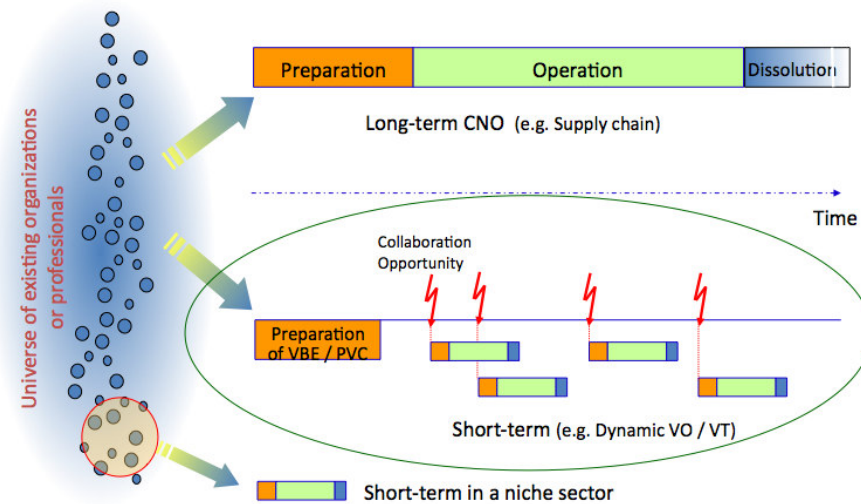 Universe of existing organizations
or professionals
Preparation
Operation
Dissolution
Long-term CNO (e.g. Supply chain)
Time
Collaboration
Opportunity
Preparation
of VBE / PVC
Short-term (e.g. Dynamic VO / VT)
Short-term in a niche sector